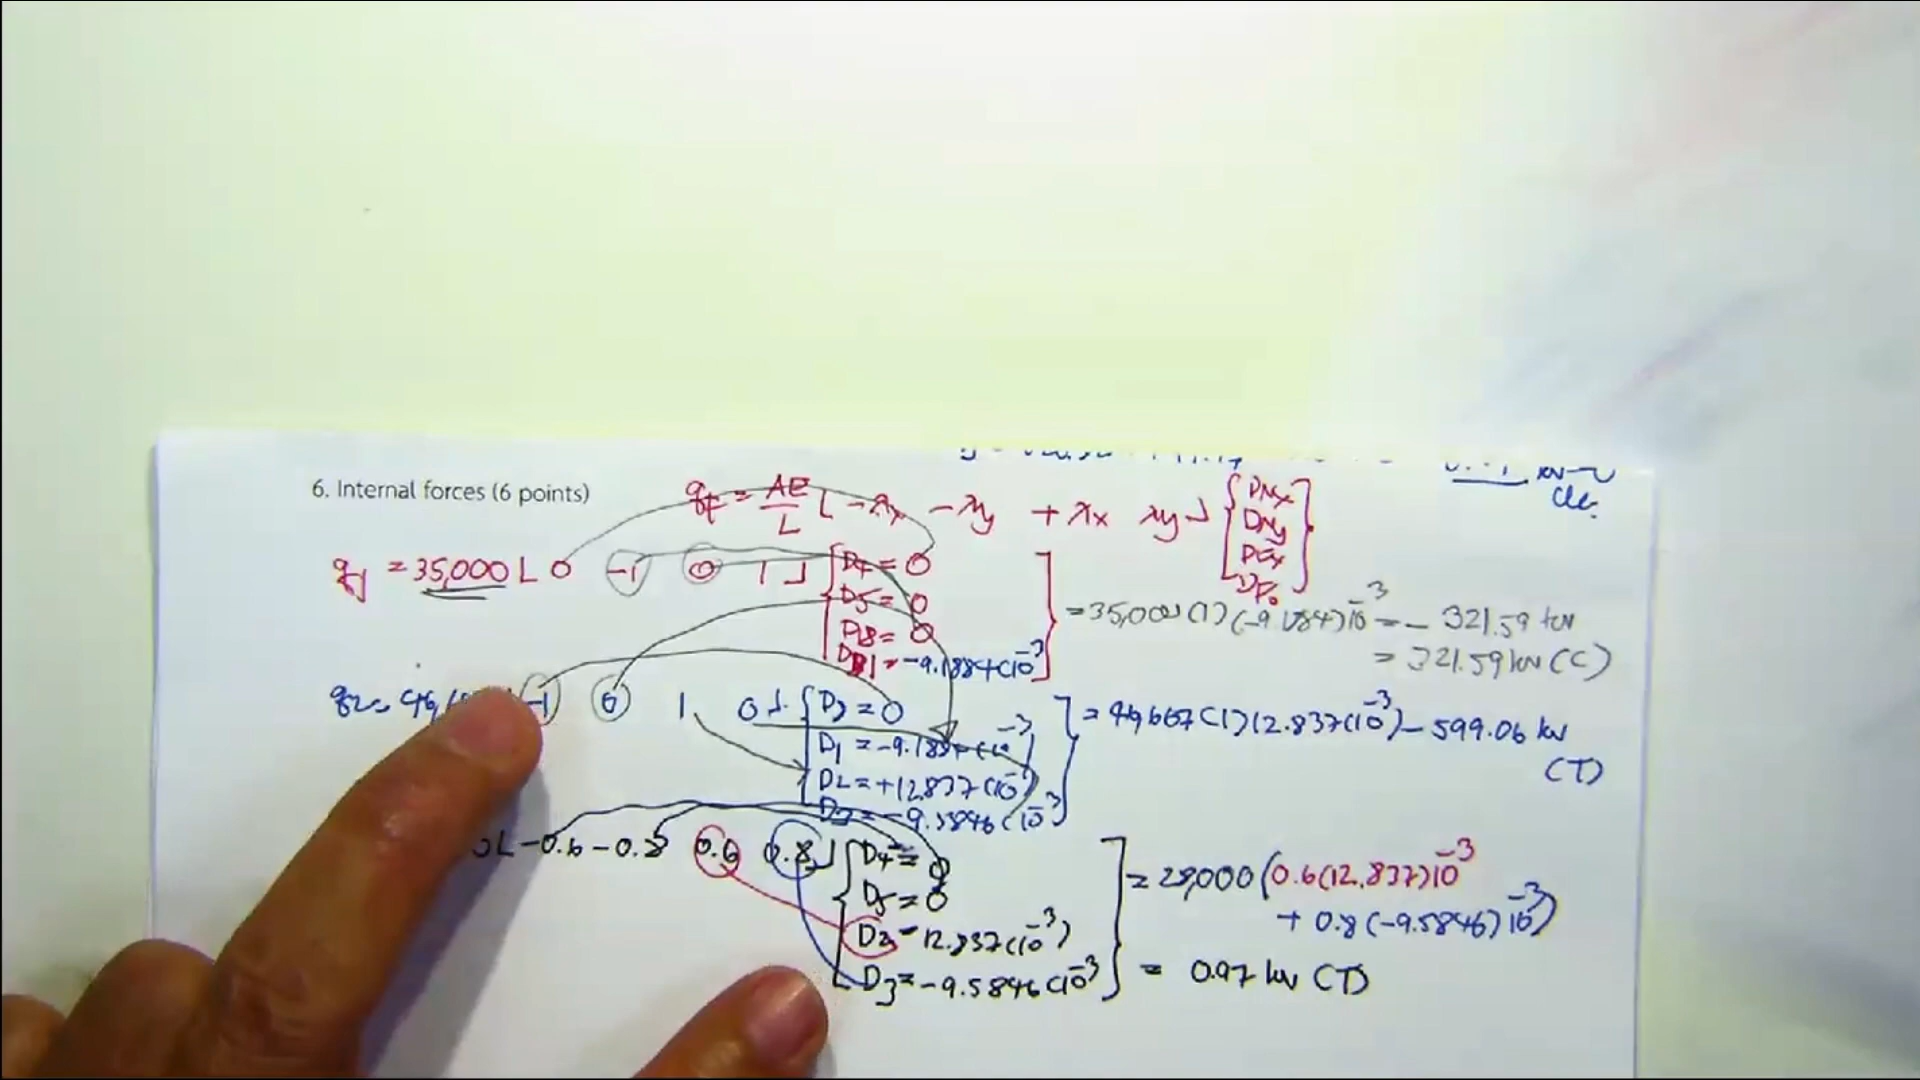 6. Internal forces (6 points)
qF = AE/L [ -λx -λy +λx λy ] { DNx DNy DFx DFy }
q1 = 35,000 [ 0 -1 0 1 ] { D4 = 0
D5 = 0
D8 = 0
D1 = -9.1884(10⁻³ }
= 35,000 (1) (-9.1884)10⁻³ = - 321.59 kN
= 321.59 kN (C)
-1 0 1 0 ] { D8 = 0
D1 = -9.1884(10⁻³)
D2 = +12.837(10⁻³)
D3 = -9.5846(10⁻³) }
= 46,667(1)12.837(10⁻³) - 599.06 kN
(T)
0 [ -0.6 -0.8 0.6 0.8 ] { D4 = 0
D5 = 0
D2 = 12.837(10⁻³)
D3 = -9.5846(10⁻³) }
= 28,000 (0.6(12.837)10⁻³
+ 0.8(-9.5846)10⁻³)
= 0.97 kN (T)